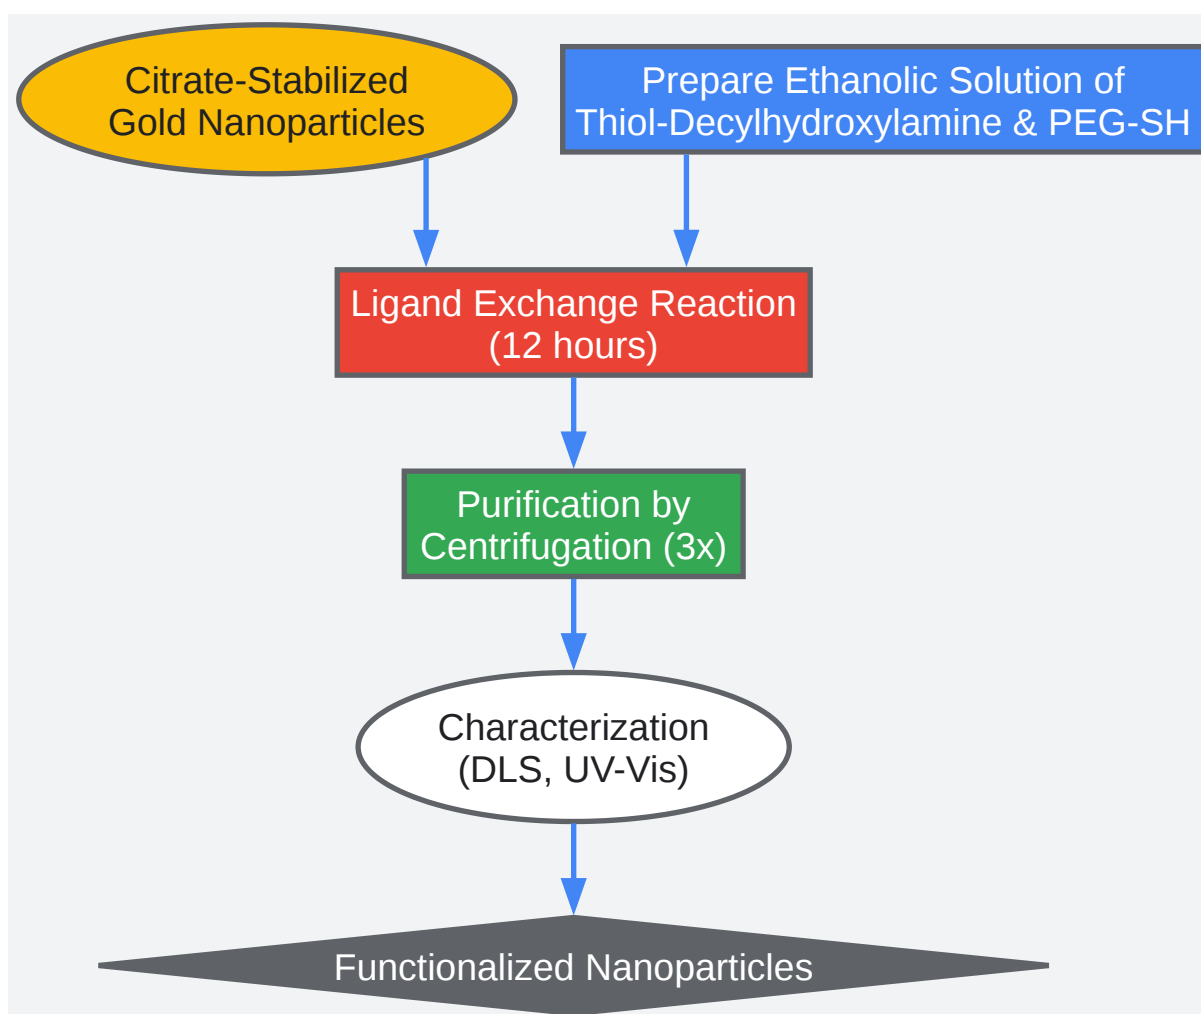 Citrate-Stabilized
Gold Nanoparticles
Prepare Ethanolic Solution of
Thiol-Decylhydroxylamine & PEG-SH
Ligand Exchange Reaction
(12 hours)
Purification by
Centrifugation (3x)
Characterization
(DLS, UV-Vis)
Functionalized Nanoparticles